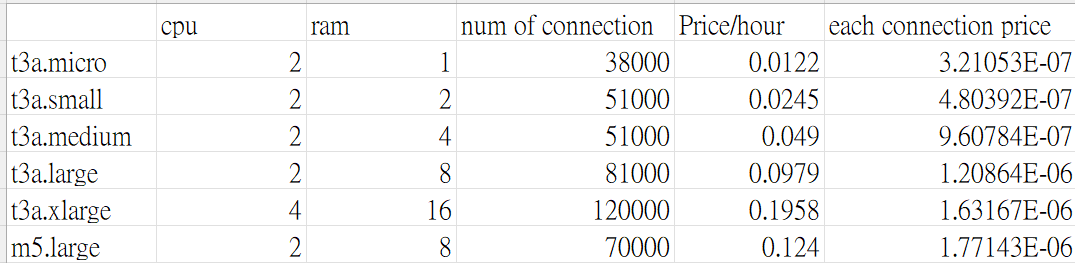 cpu ram num of connection Price/hour each connection price
t3a.micro 2 1 38000 0.0122 3.21053E-07
t3a.small 2 2 51000 0.0245 4.80392E-07
t3a.medium 2 4 51000 0.049 9.60784E-07
t3a.large 2 8 81000 0.0979 1.20864E-06
t3a.xlarge 4 16 120000 0.1958 1.63167E-06
m5.large 2 8 70000 0.124 1.77143E-06